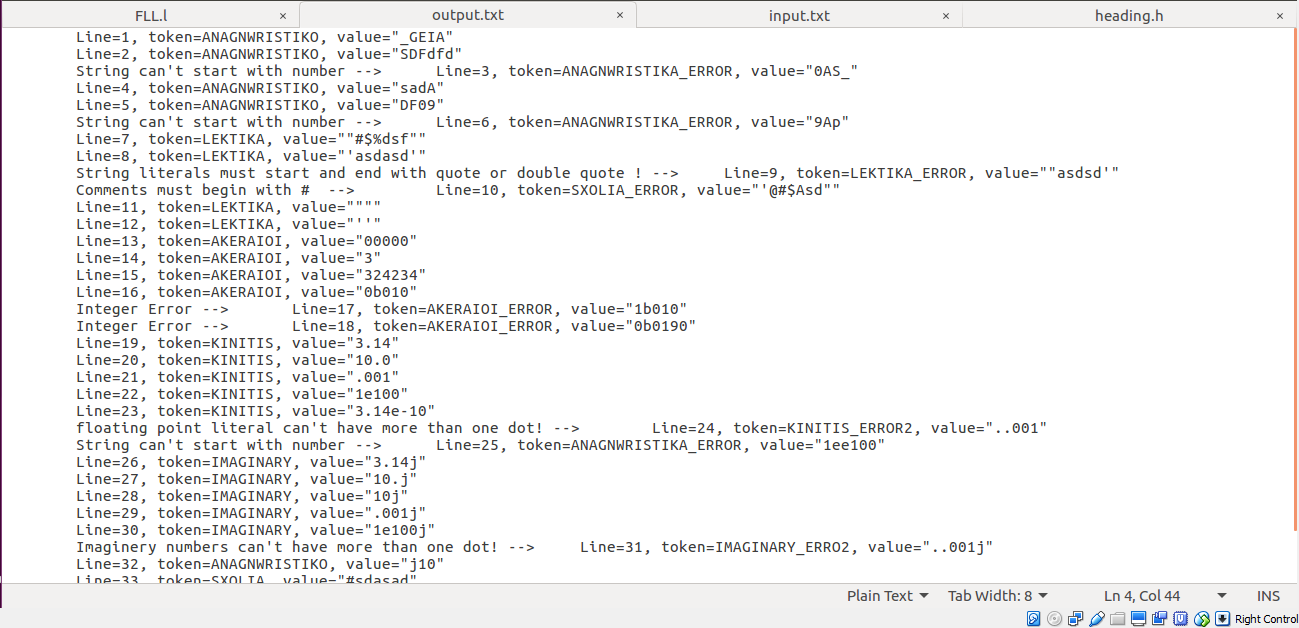 FLL.l × output.txt × input.txt × heading.h ×
Line=1, token=ANAGNWRISTIKO, value="_GEIA"
Line=2, token=ANAGNWRISTIKO, value="SDFdfd"
String can't start with number --> Line=3, token=ANAGNWRISTIKA_ERROR, value="0AS_"
Line=4, token=ANAGNWRISTIKO, value="sadA"
Line=5, token=ANAGNWRISTIKO, value="DF09"
String can't start with number --> Line=6, token=ANAGNWRISTIKA_ERROR, value="9Ap"
Line=7, token=LEKTIKA, value=""#$%dsf""
Line=8, token=LEKTIKA, value="'asdasd'"
String literals must start and end with quote or double quote ! --> Line=9, token=LEKTIKA_ERROR, value=""asdsd'"
Comments must begin with # --> Line=10, token=SXOLIA_ERROR, value="'@#$Asd""
Line=11, token=LEKTIKA, value=""""
Line=12, token=LEKTIKA, value="''"
Line=13, token=AKERAIOI, value="00000"
Line=14, token=AKERAIOI, value="3"
Line=15, token=AKERAIOI, value="324234"
Line=16, token=AKERAIOI, value="0b010"
Integer Error --> Line=17, token=AKERAIOI_ERROR, value="1b010"
Integer Error --> Line=18, token=AKERAIOI_ERROR, value="0b0190"
Line=19, token=KINITIS, value="3.14"
Line=20, token=KINITIS, value="10.0"
Line=21, token=KINITIS, value=".001"
Line=22, token=KINITIS, value="1e100"
Line=23, token=KINITIS, value="3.14e-10"
floating point literal can't have more than one dot! --> Line=24, token=KINITIS_ERROR2, value="..001"
String can't start with number --> Line=25, token=ANAGNWRISTIKA_ERROR, value="1ee100"
Line=26, token=IMAGINARY, value="3.14j"
Line=27, token=IMAGINARY, value="10.j"
Line=28, token=IMAGINARY, value="10j"
Line=29, token=IMAGINARY, value=".001j"
Line=30, token=IMAGINARY, value="1e100j"
Imaginery numbers can't have more than one dot! --> Line=31, token=IMAGINARY_ERRO2, value="..001j"
Line=32, token=ANAGNWRISTIKO, value="j10"
Line=33, token=SXOLIA, value="#sdasad"
Plain Text Tab Width: 8 Ln 4, Col 44 INS
Right Control